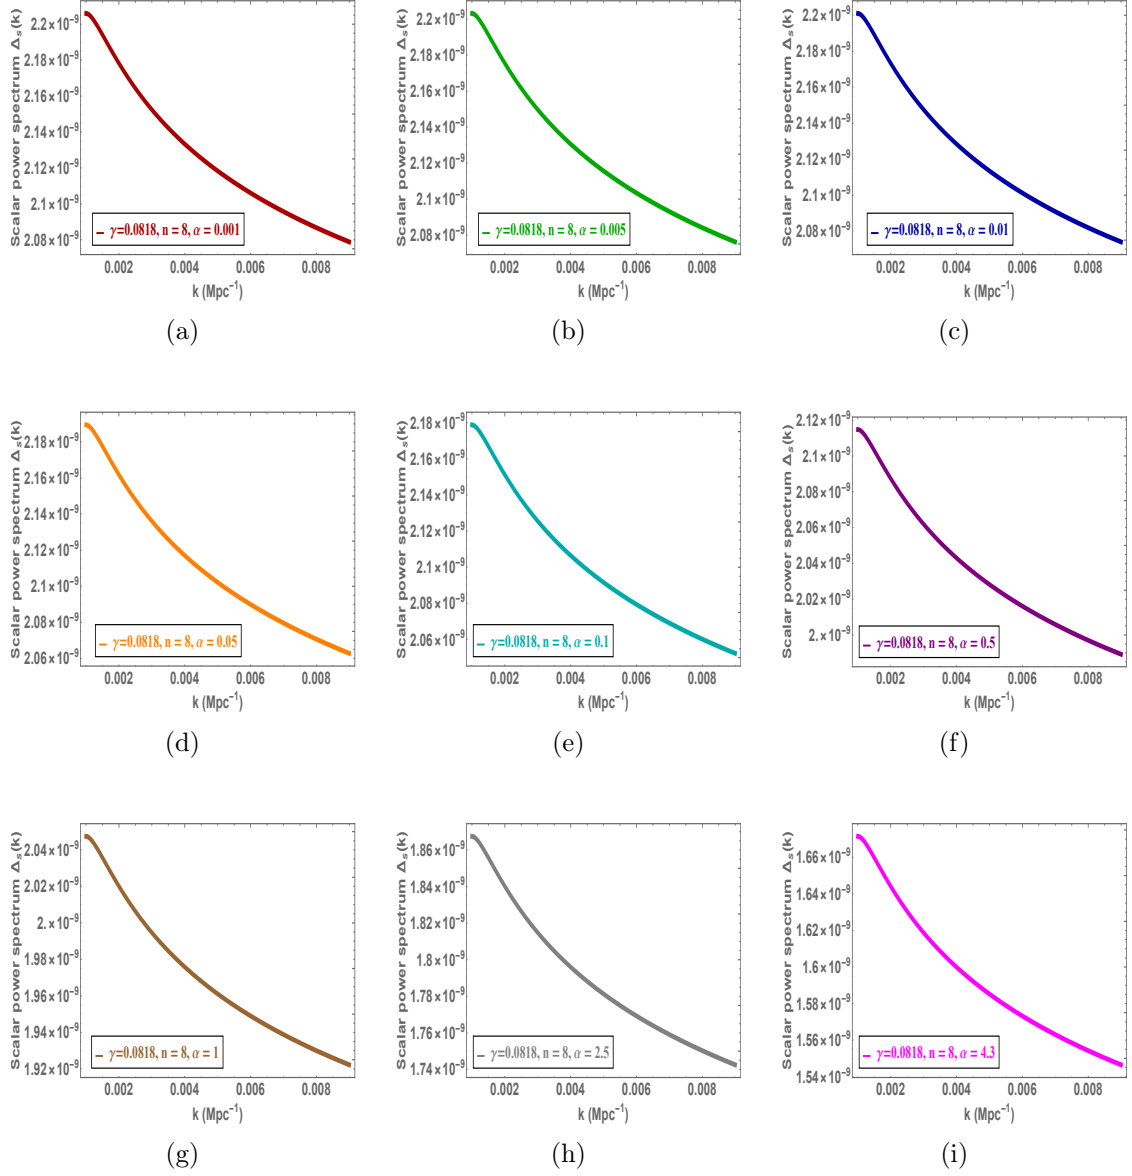 Scalar power spectrum Δs(k)
2.2×10⁻⁹
2.18×10⁻⁹
2.16×10⁻⁹
2.14×10⁻⁹
2.12×10⁻⁹
2.1×10⁻⁹
2.08×10⁻⁹
γ=0.0818, n = 8, α = 0.001
0.002 0.004 0.006 0.008
k (Mpc⁻¹)
(a)
Scalar power spectrum Δs(k)
2.2×10⁻⁹
2.18×10⁻⁹
2.16×10⁻⁹
2.14×10⁻⁹
2.12×10⁻⁹
2.1×10⁻⁹
2.08×10⁻⁹
γ=0.0818, n = 8, α = 0.005
0.002 0.004 0.006 0.008
k (Mpc⁻¹)
(b)
Scalar power spectrum Δs(k)
2.2×10⁻⁹
2.18×10⁻⁹
2.16×10⁻⁹
2.14×10⁻⁹
2.12×10⁻⁹
2.1×10⁻⁹
2.08×10⁻⁹
γ=0.0818, n = 8, α = 0.01
0.002 0.004 0.006 0.008
k (Mpc⁻¹)
(c)
Scalar power spectrum Δs(k)
2.18×10⁻⁹
2.16×10⁻⁹
2.14×10⁻⁹
2.12×10⁻⁹
2.1×10⁻⁹
2.08×10⁻⁹
2.06×10⁻⁹
γ=0.0818, n = 8, α = 0.05
0.002 0.004 0.006 0.008
k (Mpc⁻¹)
(d)
Scalar power spectrum Δs(k)
2.18×10⁻⁹
2.16×10⁻⁹
2.14×10⁻⁹
2.12×10⁻⁹
2.1×10⁻⁹
2.08×10⁻⁹
2.06×10⁻⁹
γ=0.0818, n = 8, α = 0.1
0.002 0.004 0.006 0.008
k (Mpc⁻¹)
(e)
Scalar power spectrum Δs(k)
2.12×10⁻⁹
2.1×10⁻⁹
2.08×10⁻⁹
2.06×10⁻⁹
2.04×10⁻⁹
2.02×10⁻⁹
2×10⁻⁹
γ=0.0818, n = 8, α = 0.5
0.002 0.004 0.006 0.008
k (Mpc⁻¹)
(f)
Scalar power spectrum Δs(k)
2.04×10⁻⁹
2.02×10⁻⁹
2×10⁻⁹
1.98×10⁻⁹
1.96×10⁻⁹
1.94×10⁻⁹
1.92×10⁻⁹
γ=0.0818, n = 8, α = 1
0.002 0.004 0.006 0.008
k (Mpc⁻¹)
(g)
Scalar power spectrum Δs(k)
1.86×10⁻⁹
1.84×10⁻⁹
1.82×10⁻⁹
1.8×10⁻⁹
1.78×10⁻⁹
1.76×10⁻⁹
1.74×10⁻⁹
γ=0.0818, n = 8, α = 2.5
0.002 0.004 0.006 0.008
k (Mpc⁻¹)
(h)
Scalar power spectrum Δs(k)
1.66×10⁻⁹
1.64×10⁻⁹
1.62×10⁻⁹
1.6×10⁻⁹
1.58×10⁻⁹
1.56×10⁻⁹
1.54×10⁻⁹
γ=0.0818, n = 8, α = 4.3
0.002 0.004 0.006 0.008
k (Mpc⁻¹)
(i)